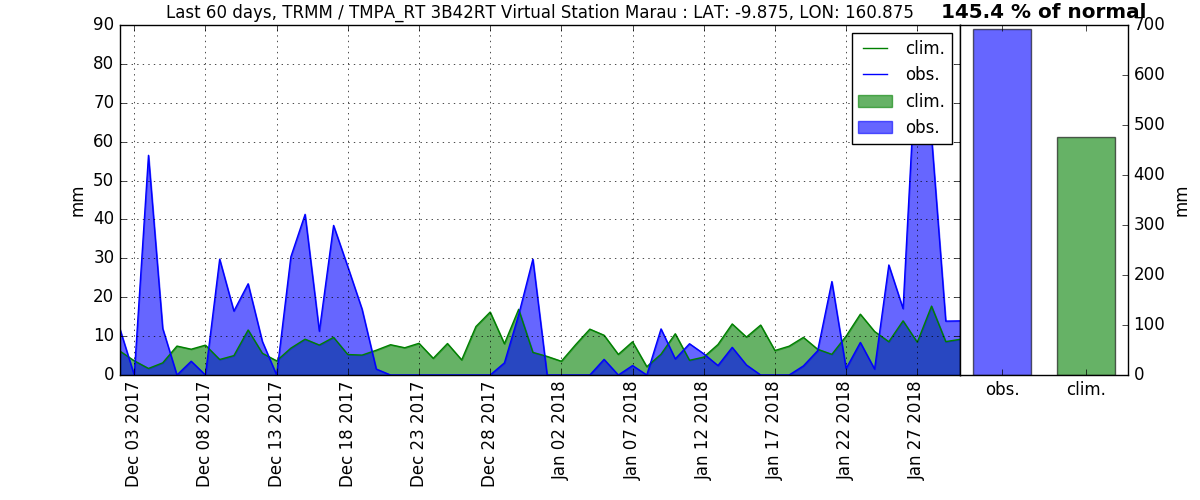 Last 60 days, TRMM / TMPA_RT 3B42RT Virtual Station Marau : LAT: -9.875, LON: 160.875
145.4 % of normal
90
80
70
60
50
40
30
20
10
0
mm
clim.
obs.
clim.
obs.
Dec 03 2017
Dec 08 2017
Dec 13 2017
Dec 18 2017
Dec 23 2017
Dec 28 2017
Jan 02 2018
Jan 07 2018
Jan 12 2018
Jan 17 2018
Jan 22 2018
Jan 27 2018
700
600
500
400
300
200
100
0
mm
obs.
clim.